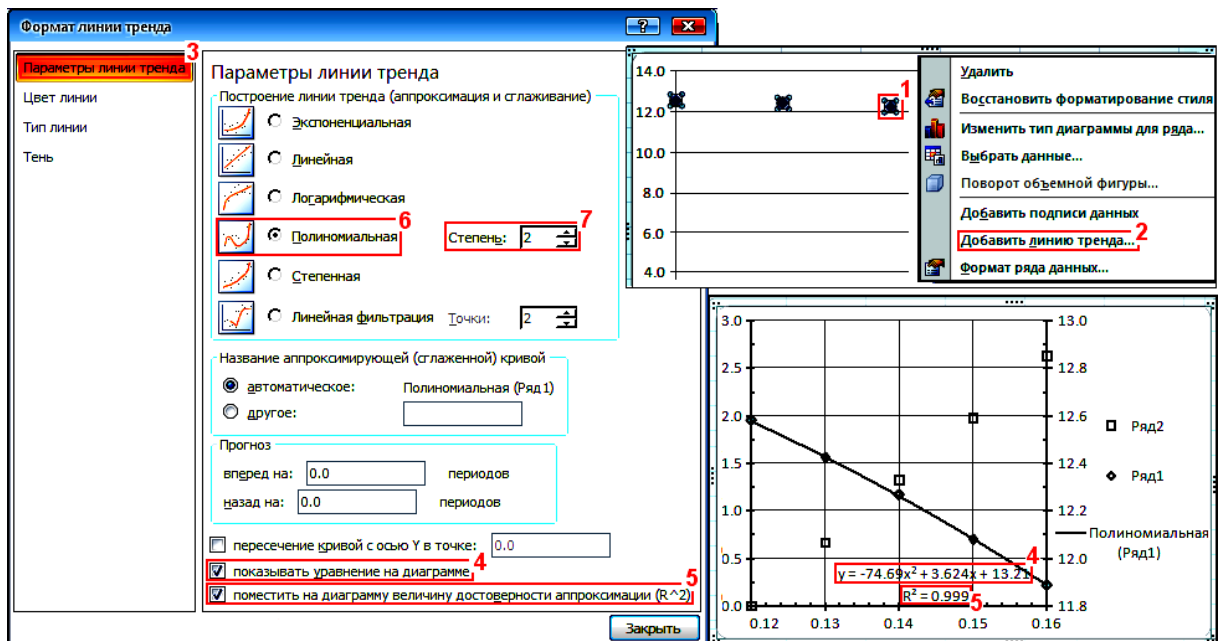 Формат линии тренда
?
3
Параметры линии тренда
Цвет линии
Тип линии
Тень
Параметры линии тренда
Построение линии тренда (аппроксимация и сглаживание)
Экспоненциальная
Линейная
Логарифмическая
6
Полиномиальная
7
Степень: 2
Степенная
Линейная фильтрация Точки: 2
Название аппроксимирующей (сглаженной) кривой
автоматическое: Полиномиальная (Ряд1)
другое:
Прогноз
вперед на: 0.0 периодов
назад на: 0.0 периодов
пересечение кривой с осью Y в точке: 0.0
4
показывать уравнение на диаграмме
5
поместить на диаграмму величину достоверности аппроксимации (R^2)
Закрыть
14.0
12.0
10.0
8.0
6.0
4.0
1
Удалить
Восстановить форматирование стиля
Изменить тип диаграммы для ряда...
Выбрать данные...
Поворот объемной фигуры...
Добавить подписи данных
2
Добавить линию тренда...
Формат ряда данных...
3.0
2.5
2.0
1.5
1.0
0.5
0.0
13.0
12.8
12.6
12.4
12.2
12.0
11.8
0.12 0.13 0.14 0.15 0.16
Ряд2
Ряд1
Полиномиальная
(Ряд1)
4
y = -74.69x² + 3.624x + 13.21
R² = 0.999
5